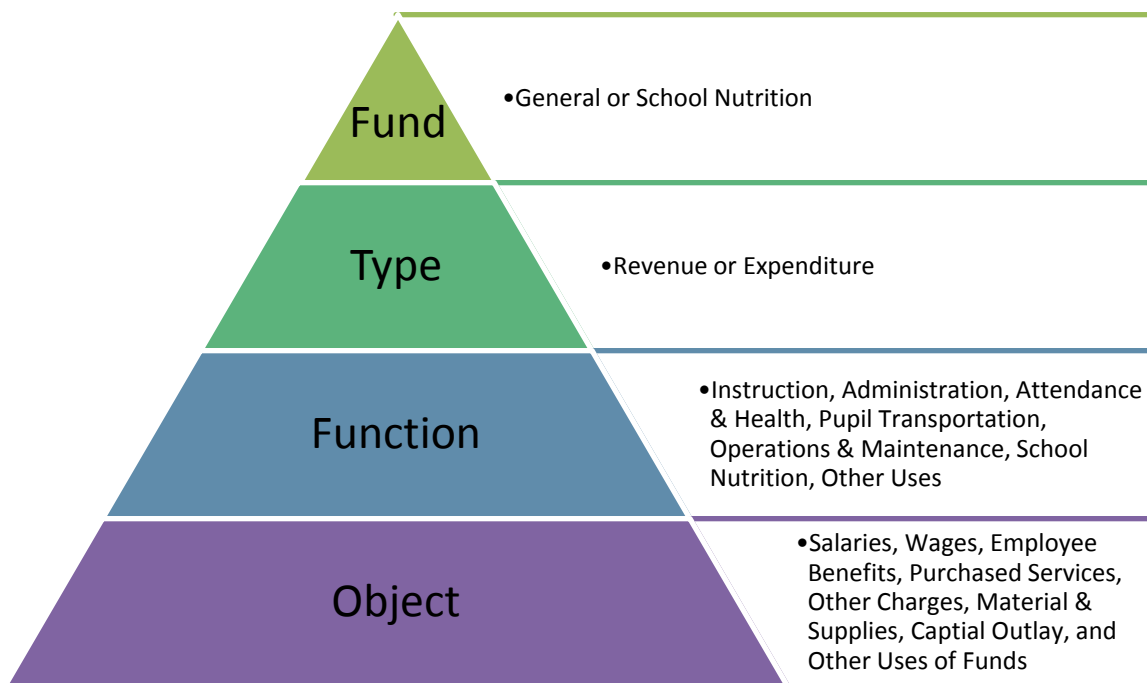 Fund
•General or School Nutrition
Type
•Revenue or Expenditure
Function
•Instruction, Administration, Attendance
& Health, Pupil Transportation,
Operations & Maintenance, School
Nutrition, Other Uses
Object
•Salaries, Wages, Employee
Benefits, Purchased Services,
Other Charges, Material &
Supplies, Captial Outlay, and
Other Uses of Funds